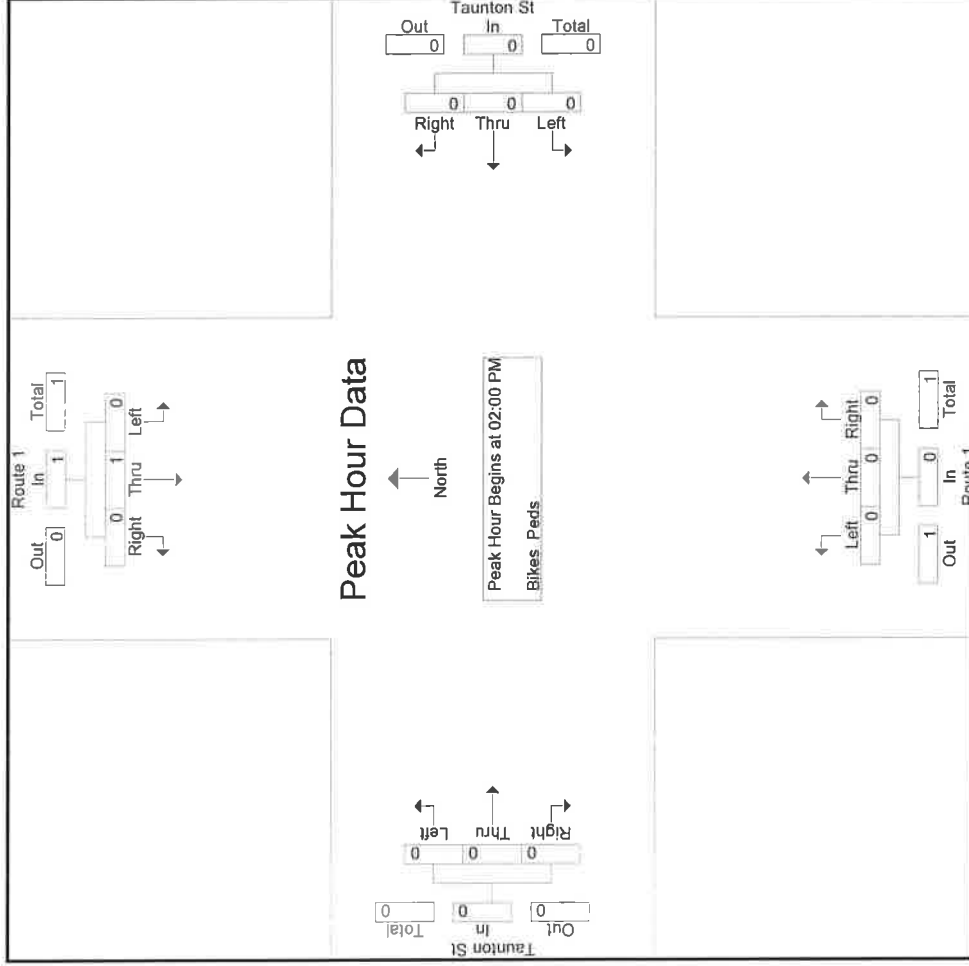 Taunton St
Out In Total
0 0 0
0 0 0
Right Thru Left
Route 1
Out In Total
0 1 1
0 1 0
Right Thru Left
Peak Hour Data
North
Peak Hour Begins at 02:00 PM
Bikes Peds
Left Thru Right
0 0 0
1 0 1
Out In Total
Route 1
Left Thru Right
0 0 0
0 0 0
Total In Out
Taunton St